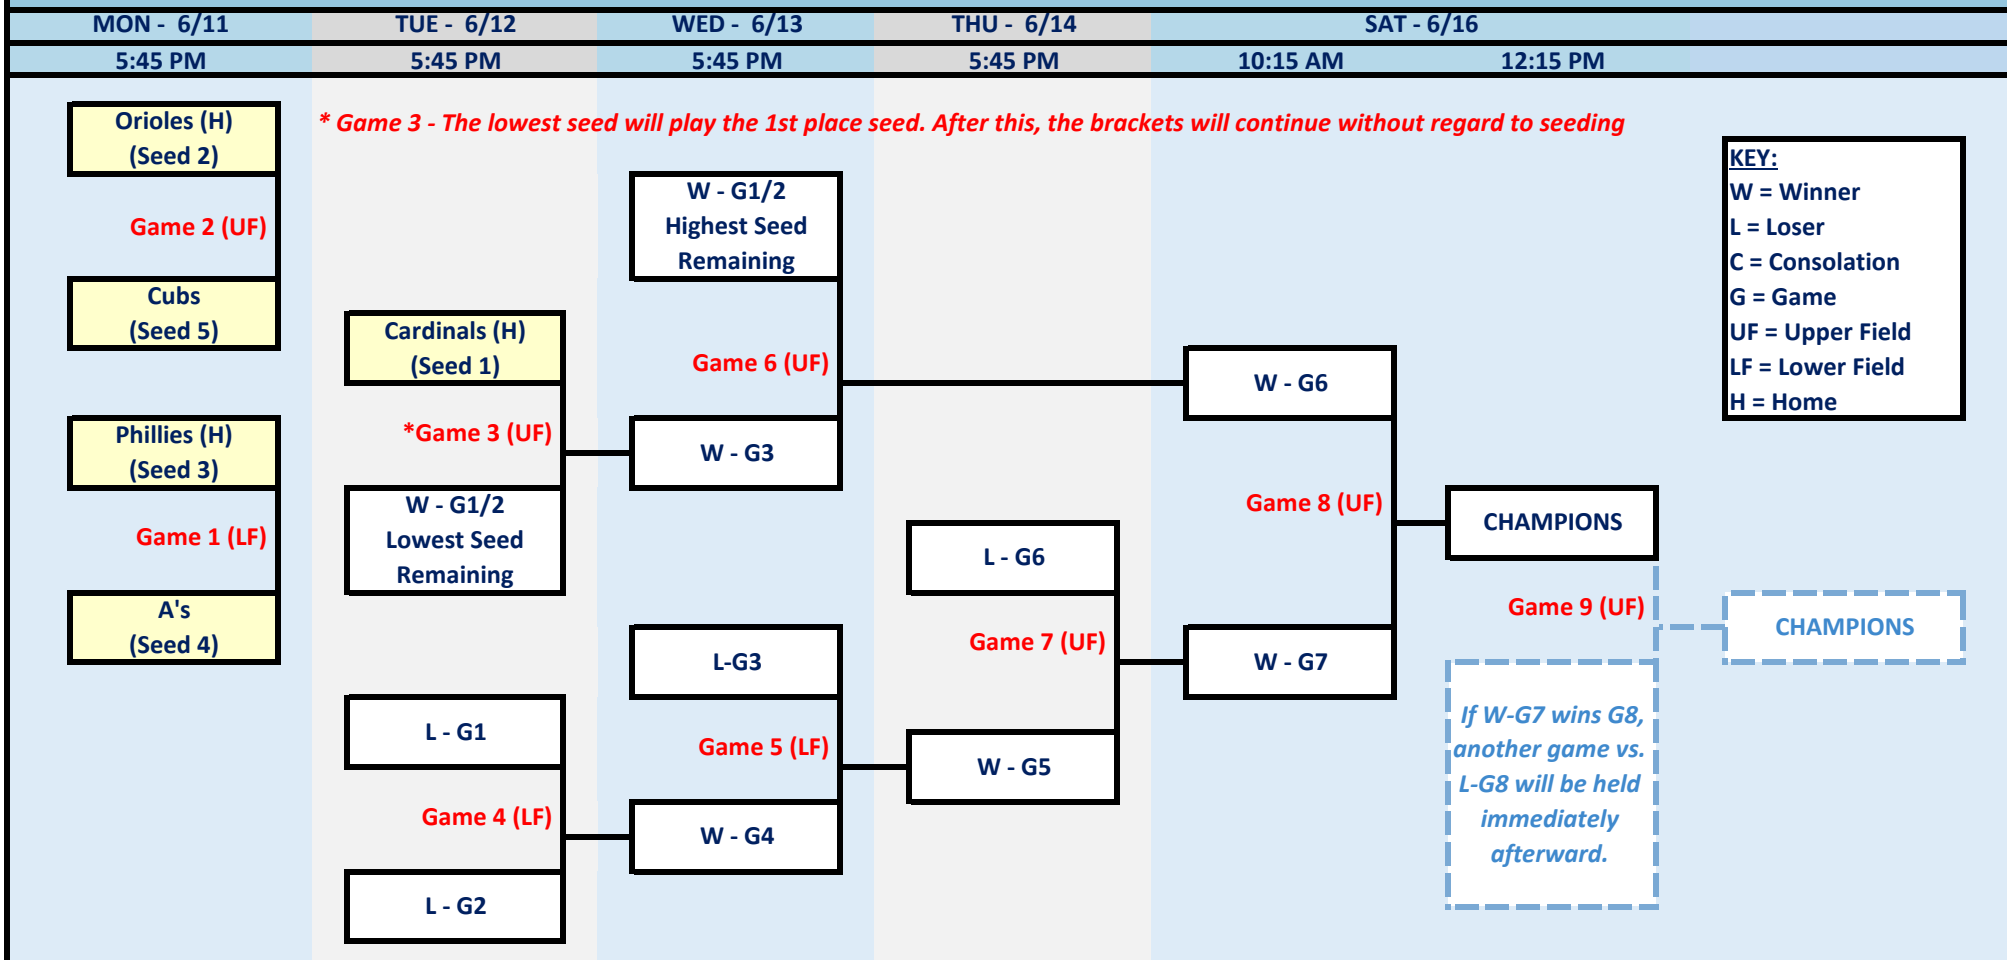 MON - 6/11
TUE - 6/12
WED - 6/13
THU - 6/14
SAT - 6/16
5:45 PM
5:45 PM
5:45 PM
5:45 PM
10:15 AM
12:15 PM
* Game 3 - The lowest seed will play the 1st place seed. After this, the brackets will continue without regard to seeding
Orioles (H)
(Seed 2)
Game 2 (UF)
Cubs
(Seed 5)
Phillies (H)
(Seed 3)
Game 1 (LF)
A's
(Seed 4)
Cardinals (H)
(Seed 1)
*Game 3 (UF)
W - G1/2
Lowest Seed
Remaining
L - G1
Game 4 (LF)
L - G2
W - G1/2
Highest Seed
Remaining
Game 6 (UF)
W - G3
L-G3
Game 5 (LF)
W - G4
L - G6
Game 7 (UF)
W - G5
W - G6
Game 8 (UF)
W - G7
CHAMPIONS
Game 9 (UF)
If W-G7 wins G8,
another game vs.
L-G8 will be held
immediately
afterward.
CHAMPIONS
KEY:
W = Winner
L = Loser
C = Consolation
G = Game
UF = Upper Field
LF = Lower Field
H = Home